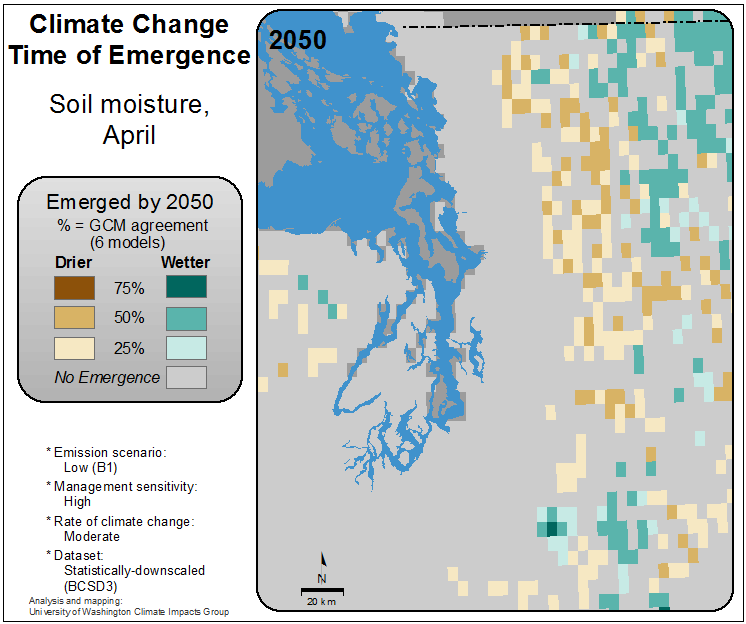 Climate Change
Time of Emergence
Soil moisture,
April
Emerged by 2050
% = GCM agreement
(6 models)
Drier Wetter
75%
50%
25%
No Emergence
* Emission scenario:
Low (B1)
* Management sensitivity:
High
* Rate of climate change:
Moderate
* Dataset:
Statistically-downscaled
(BCSD3)
Analysis and mapping:
University of Washington Climate Impacts Group
2050
N
20 km